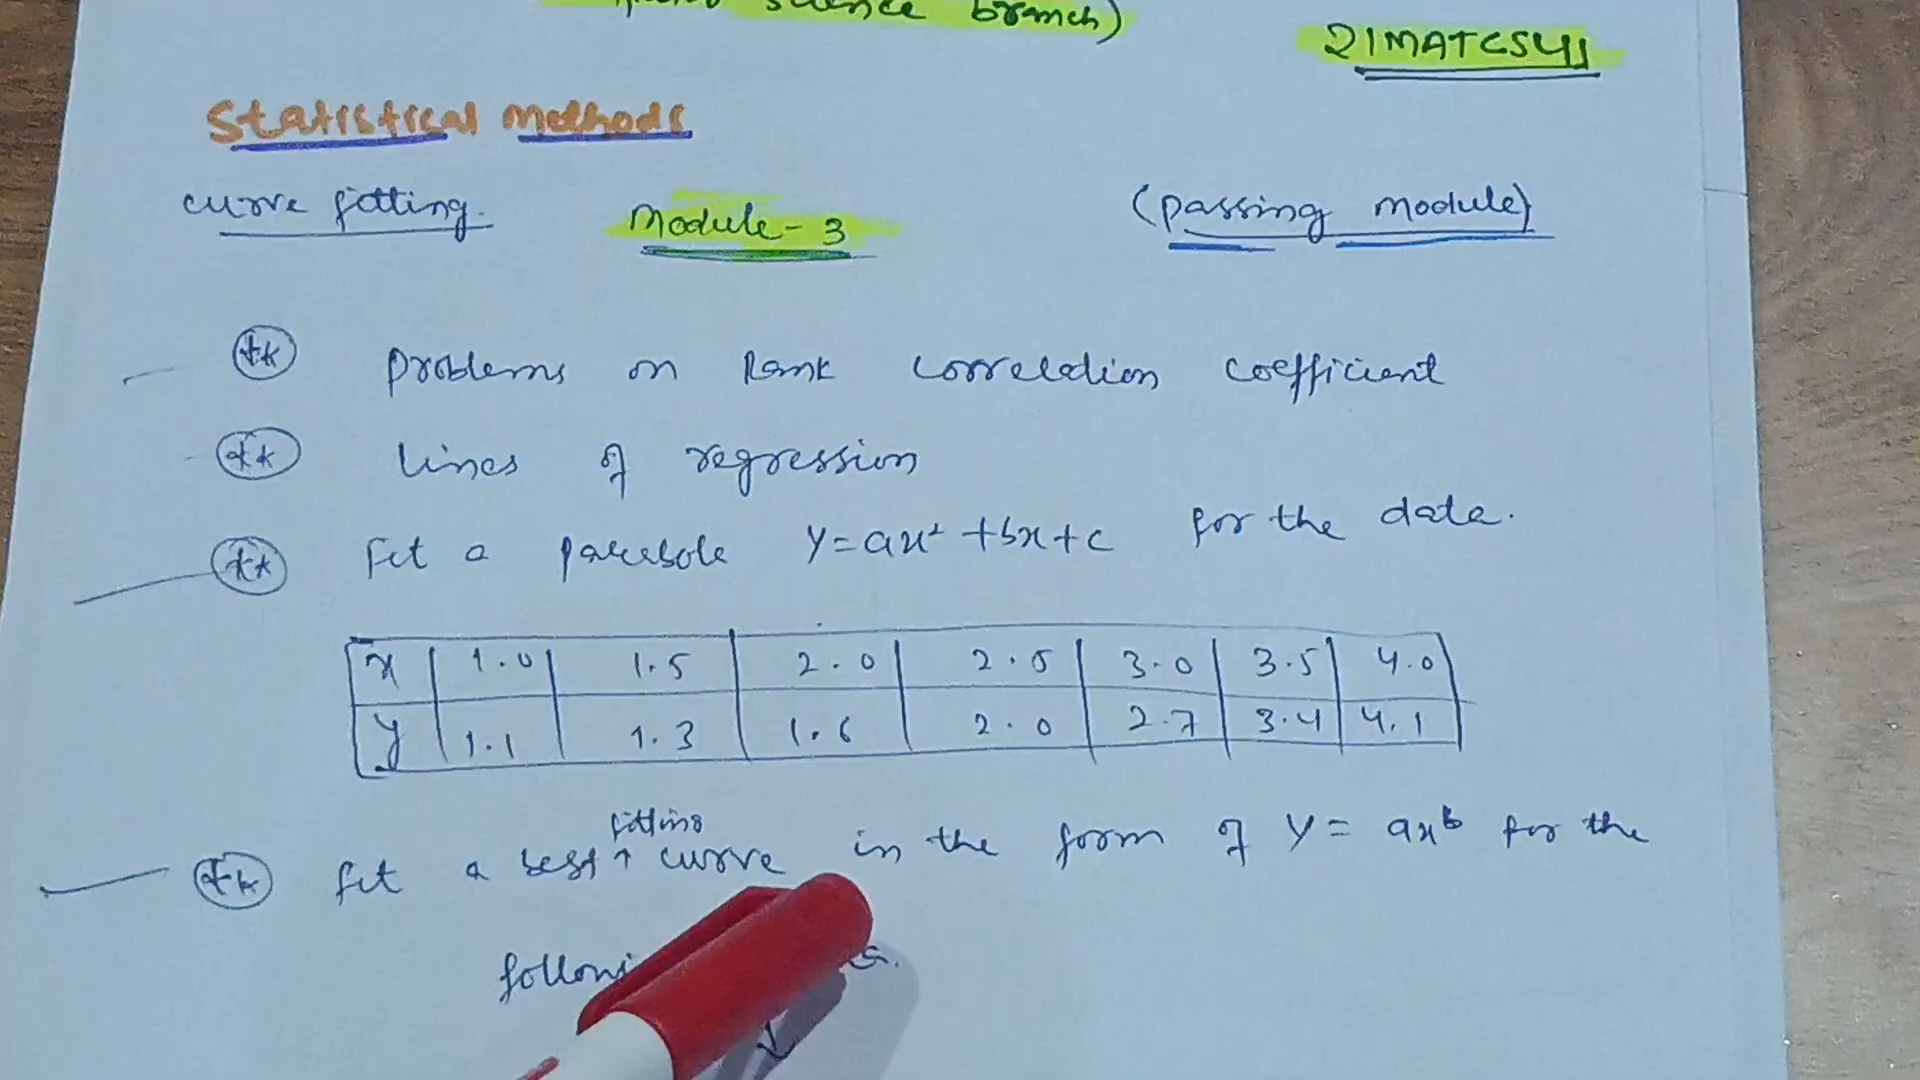 science branch)
21MATCS41
Statistical Methods
curve fitting.
Module-3
(passing module)
** problems on Rank correlation coefficient
** lines of regression
** Fit a parabola y=ax²+bx+c for the data.
x 1.0 1.5 2.0 2.5 3.0 3.5 4.0
y 1.1 1.3 1.6 2.0 2.7 3.4 4.1
fitting
** fit a best ↑ curve in the form of y = ax^b for the